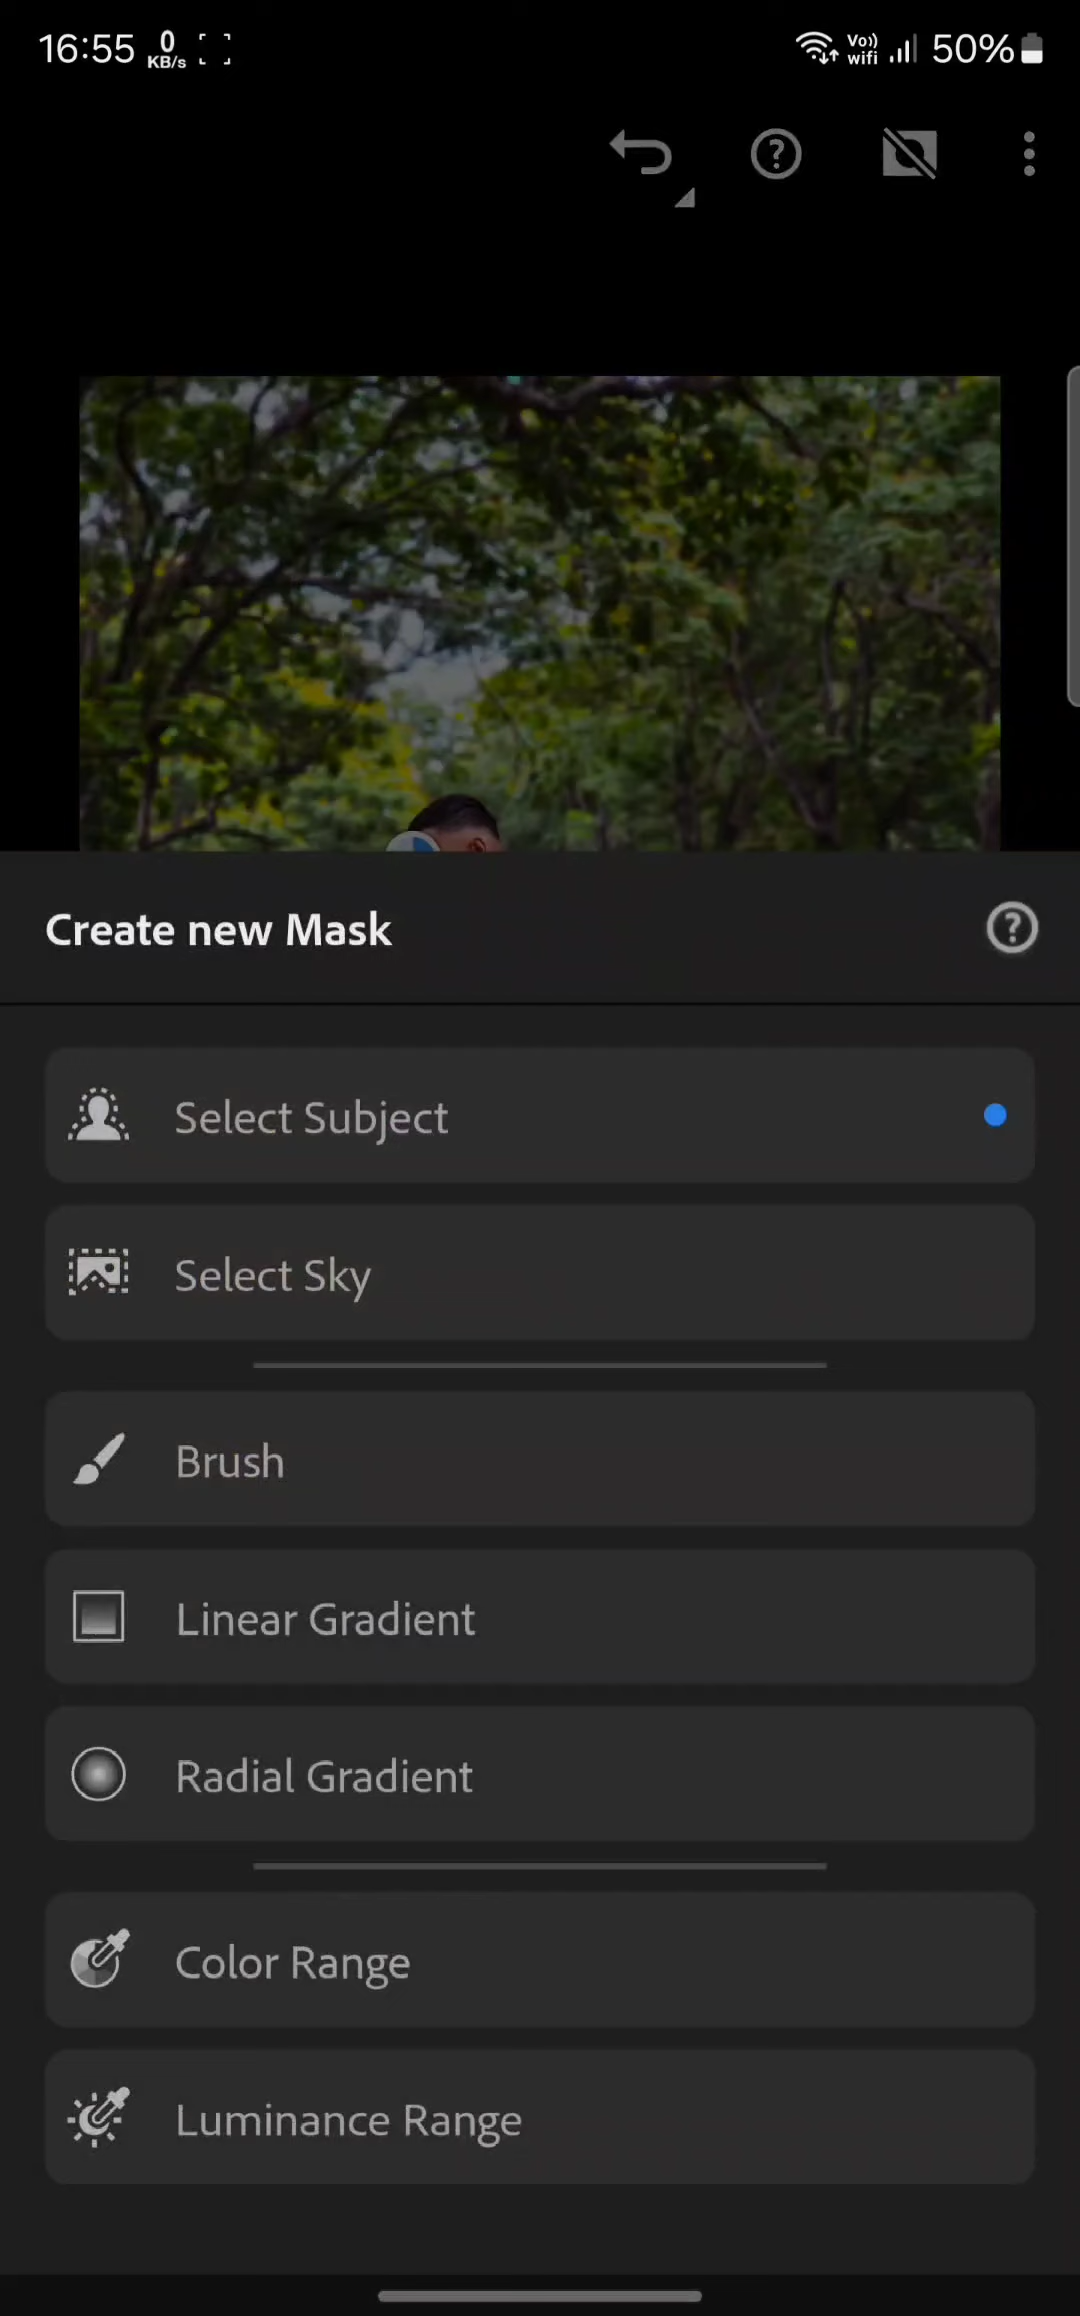 16:55 0 KB/s Vo)) wifi 50%
Create new Mask
Select Subject
Select Sky
Brush
Linear Gradient
Radial Gradient
Color Range
Luminance Range